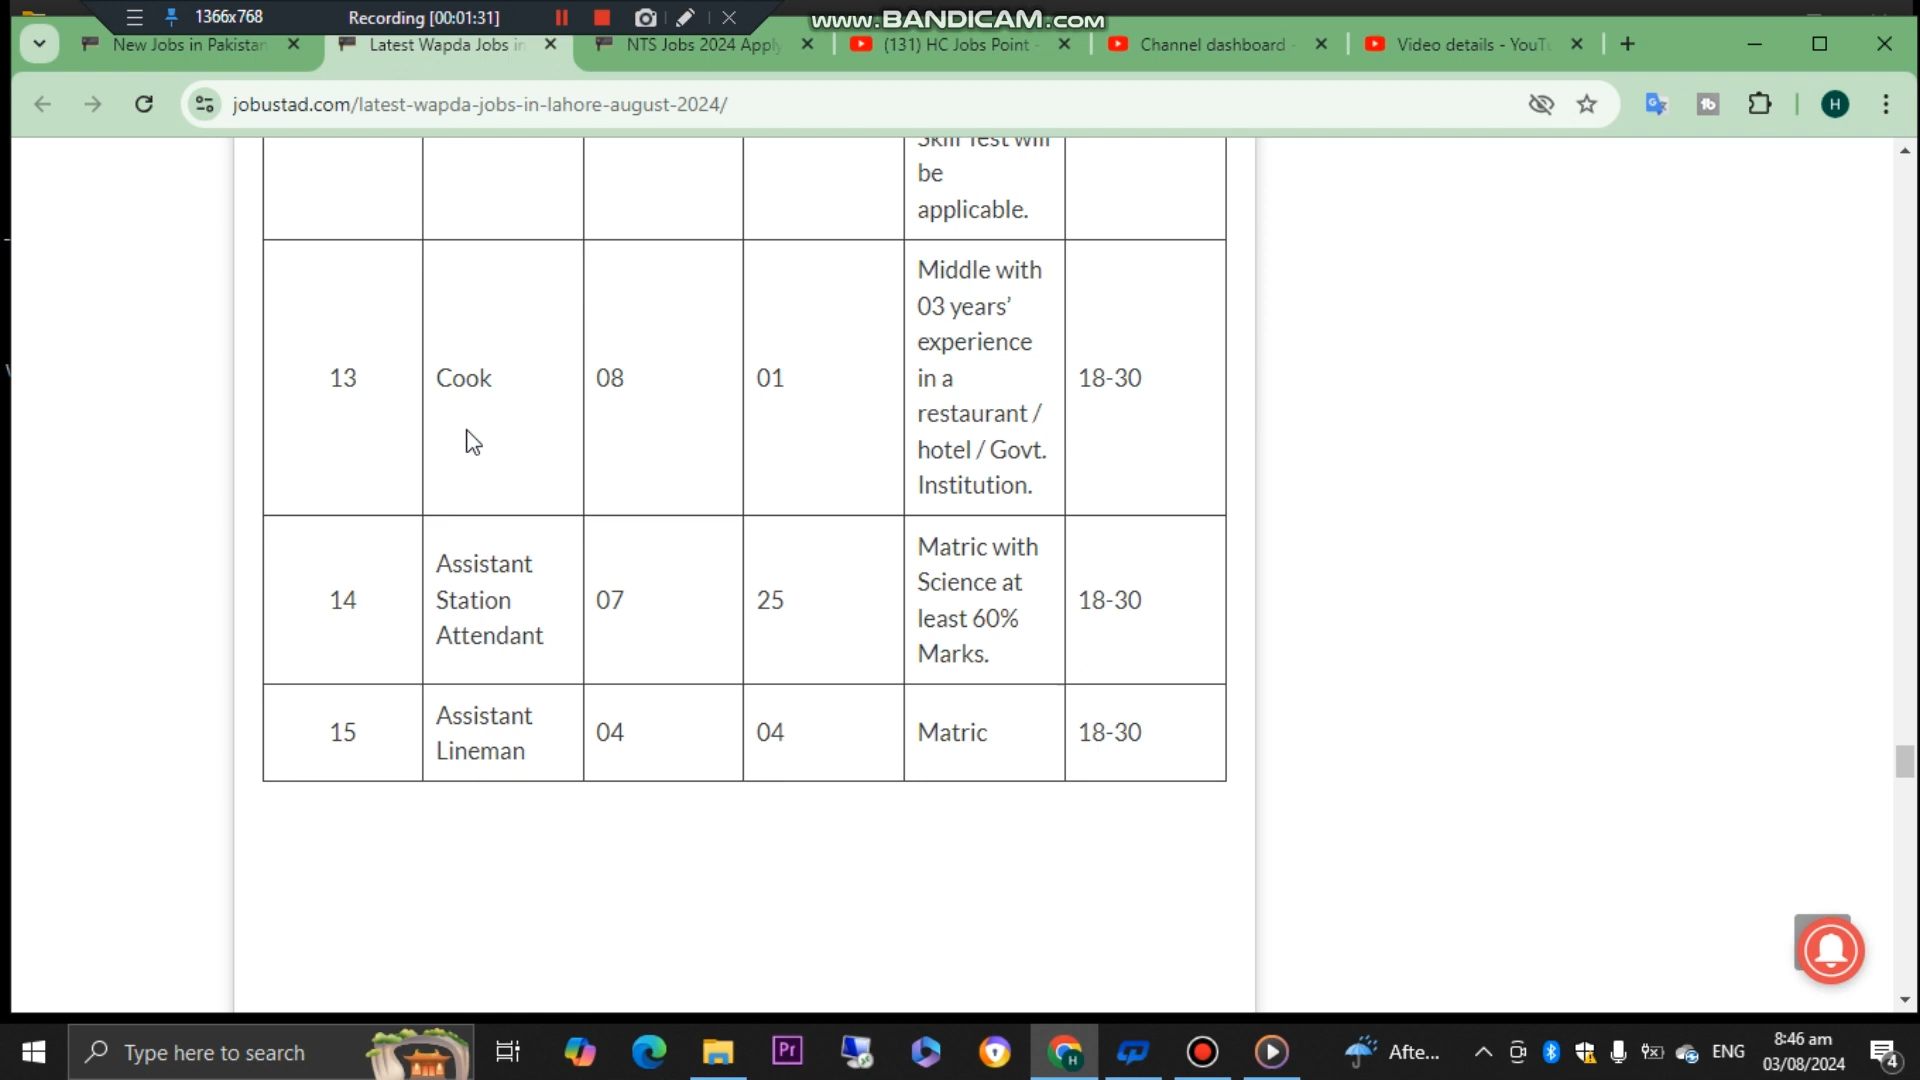 1366x768
Recording [00:01:31]
www.BANDICAM.com
New Jobs in Pakistan
Latest Wapda Jobs in
NTS Jobs 2024 Apply
(131) HC Jobs Point -
Channel dashboard -
Video details - YouTu
jobustad.com/latest-wapda-jobs-in-lahore-august-2024/
H
Skill Test will
be
applicable.
13
Cook
08
01
Middle with
03 years’
experience
in a
restaurant /
hotel / Govt.
Institution.
18-30
14
Assistant
Station
Attendant
07
25
Matric with
Science at
least 60%
Marks.
18-30
15
Assistant
Lineman
04
04
Matric
18-30
Type here to search
Pr
H
Afte...
ENG
8:46 am
03/08/2024
4